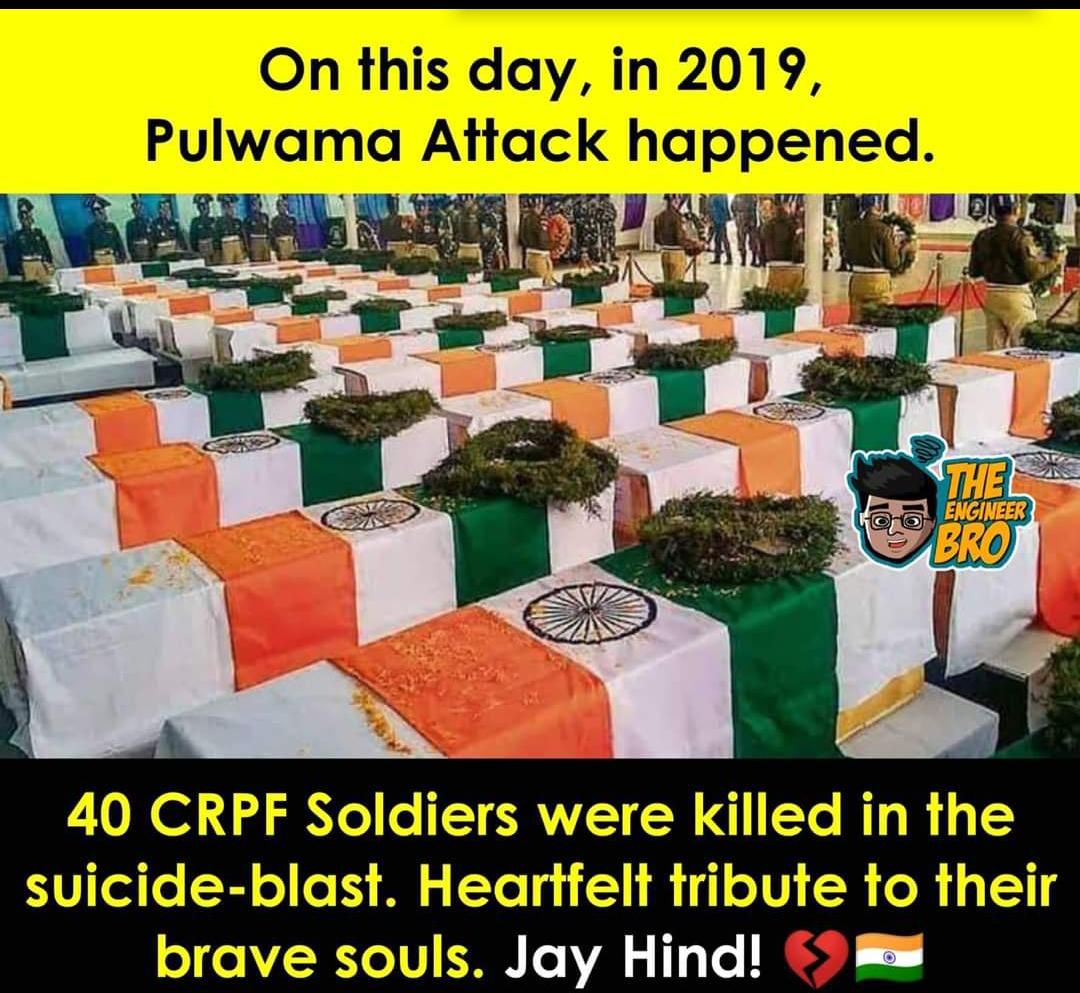 On this day, in 2019,
Pulwama Attack happened.
THE
ENGINEER
BRO
40 CRPF Soldiers were killed in the
suicide-blast. Heartfelt tribute to their
brave souls. Jay Hind! 💔🇮🇳